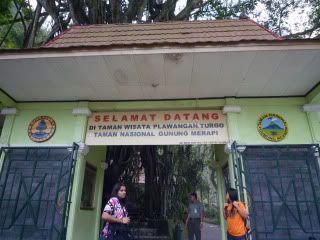 SELAMAT DATANG
DI TAMAN WISATA PLAWANGAN TURGO
TAMAN NASIONAL GUNUNG MERAPI